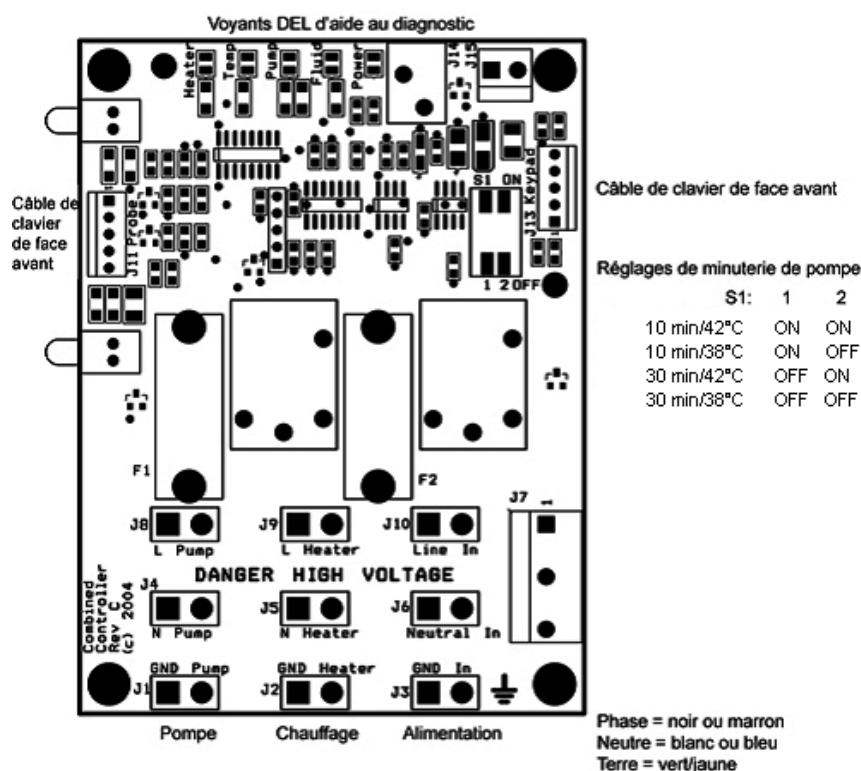 Voyants DEL d'aide au diagnostic
Heater
Temp
Pump
Fluid
Power
J14
J15
Câble de
clavier
de face
avant
J11 Probe
1
S1 ON
1 2 OFF
J13 Keypad
1
Câble de clavier de face avant
Réglages de minuterie de pompe
S1: 1 2
10 min/42°C ON ON
10 min/38°C ON OFF
30 min/42°C OFF ON
30 min/38°C OFF OFF
F1
F2
J7
1
J8
L Pump
J9
L Heater
J10
Line In
DANGER HIGH VOLTAGE
Combined
Controller
Rev C
(c) 2004
J4
N Pump
J5
N Heater
J6
Neutral In
GND Pump
J1
GND Heater
J2
GND In
J3
Pompe
Chauffage
Alimentation
Phase = noir ou marron
Neutre = blanc ou bleu
Terre = vert/jaune